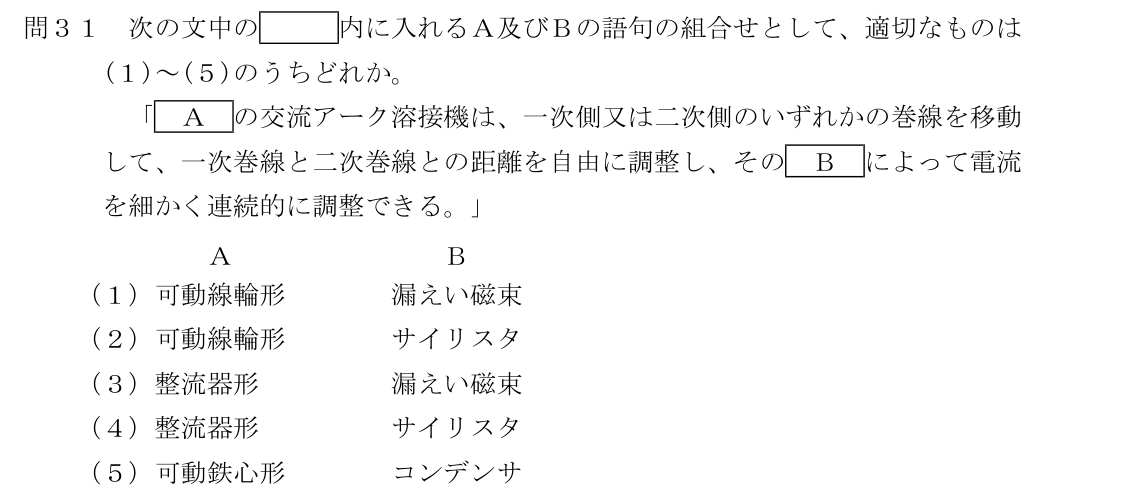 問３１　次の文中の　　　内に入れるＡ及びＢの語句の組合せとして、適切なものは
（１）～（５）のうちどれか。
「　Ａ　の交流アーク溶接機は、一次側又は二次側のいずれかの巻線を移動
して、一次巻線と二次巻線との距離を自由に調整し、その　Ｂ　によって電流
を細かく連続的に調整できる。」
Ａ　Ｂ
（１）可動線輪形　漏えい磁束
（２）可動線輪形　サイリスタ
（３）整流器形　漏えい磁束
（４）整流器形　サイリスタ
（５）可動鉄心形　コンデンサ